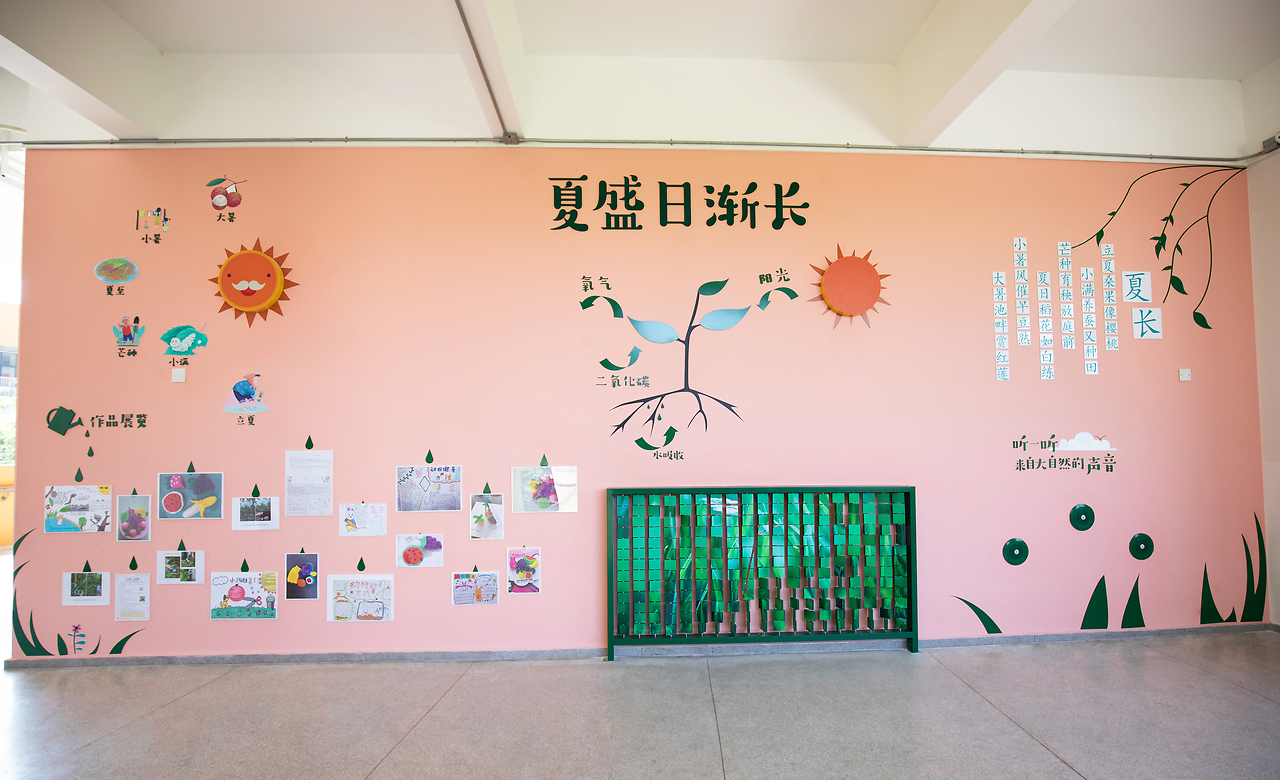 夏盛日渐长
大暑
小暑
夏至
芒种
小满
立夏
作品展览
氧气
阳光
二氧化碳
水吸收
夏长
立夏桑果像樱桃
小满养蚕又种田
芒种育秧放庭前
夏日稻花如白练
小暑风催早豆熟
大暑池畔赏红莲
听一听
来自大自然的声音